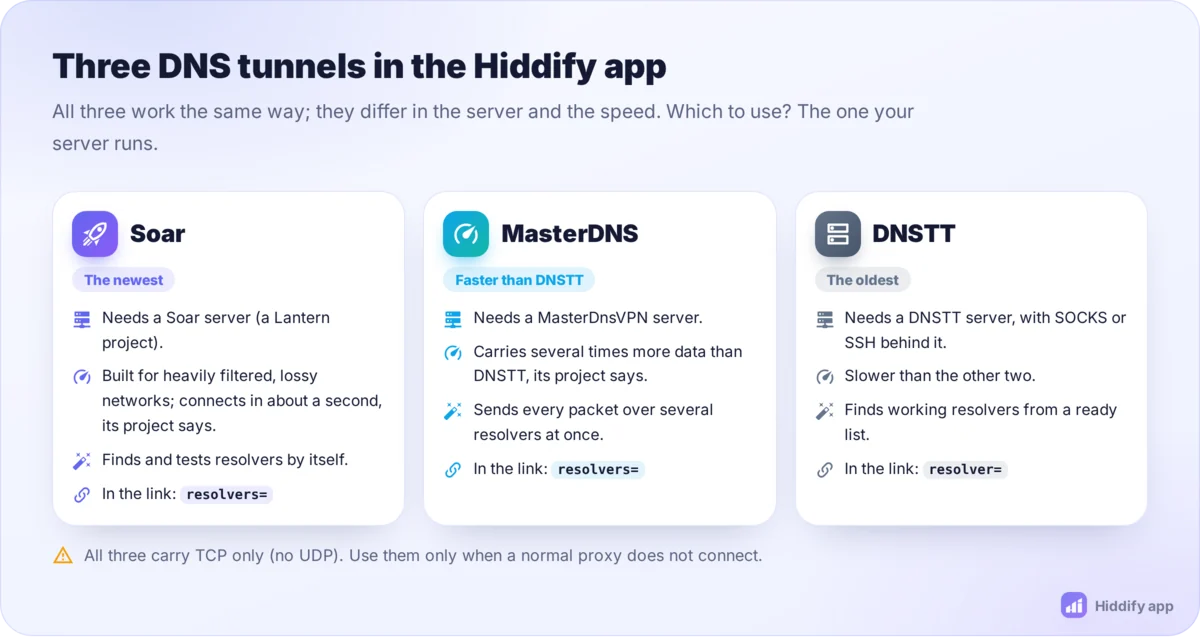 Three DNS tunnels in the Hiddify app
All three work the same way; they differ in the server and the speed. Which to use? The one your
server runs.
Soar
The newest
Needs a Soar server (a Lantern
project).
Built for heavily filtered, lossy
networks; connects in about a second,
its project says.
Finds and tests resolvers by itself.
In the link: resolvers=
MasterDNS
Faster than DNSTT
Needs a MasterDnsVPN server.
Carries several times more data than
DNSTT, its project says.
Sends every packet over several
resolvers at once.
In the link: resolvers=
DNSTT
The oldest
Needs a DNSTT server, with SOCKS or
SSH behind it.
Slower than the other two.
Finds working resolvers from a ready
list.
In the link: resolver=
All three carry TCP only (no UDP). Use them only when a normal proxy does not connect.
Hiddify app